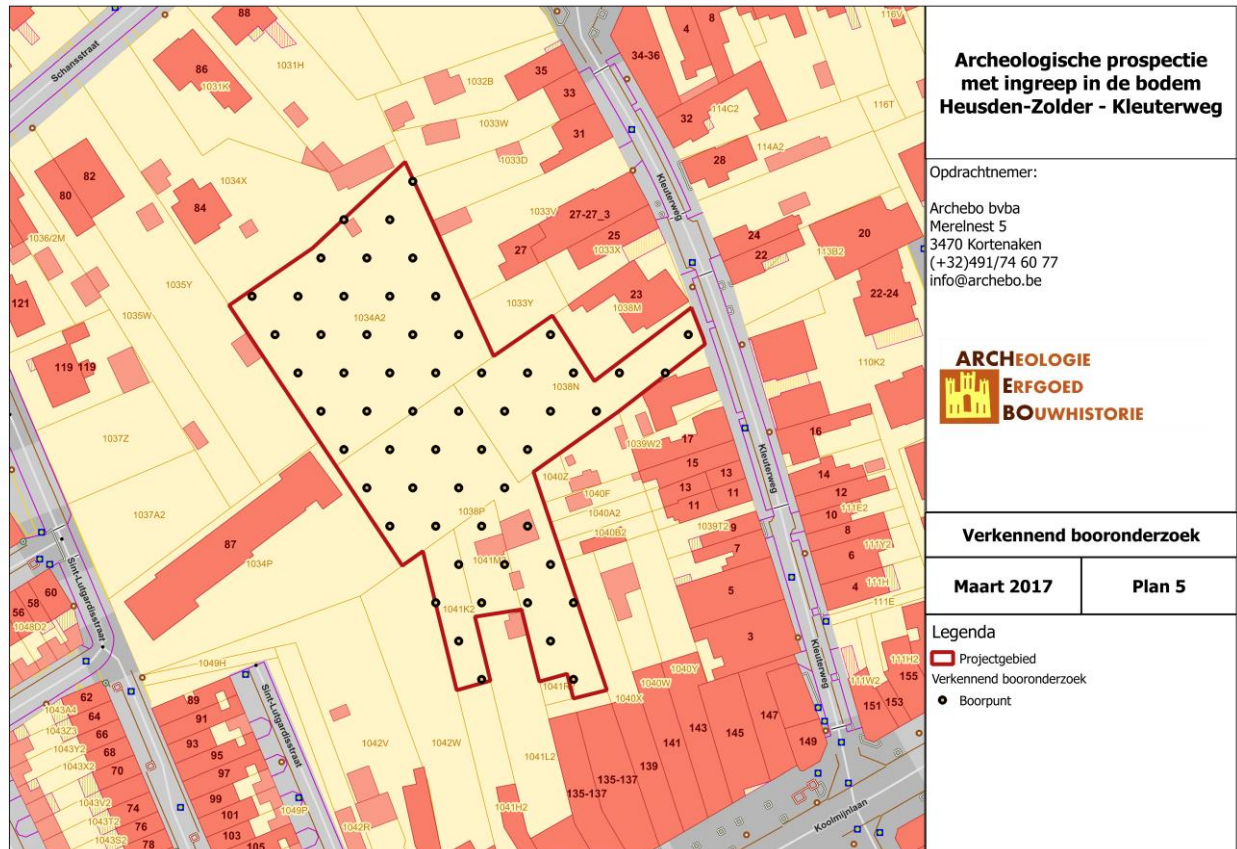 Archeologische prospectie
met ingreep in de bodem
Heusden-Zolder - Kleuterweg
Opdrachtnemer:
Archebo bvba
Merelnest 5
3470 Kortenaken
(+32)491/74 60 77
info@archebo.be
ARCHEOLOGIE
ERFGOED
BOUWHISTORIE
Verkennend booronderzoek
Maart 2017
Plan 5
Legenda
Projectgebied
Verkennend booronderzoek
Boorpunt
Schansstraat
88
86
1031K
1031H
1032B
35
33
31
1033W
1033D
34-36
4
8
116V
32
114C2
116T
28
114A2
82
80
84
1034X
1036/2M
1035Y
1035W
121
119 119
1037Z
1037A2
87
1034P
1034A2
1033V
27-27_3
25
27
1033X
1033Y
23
1038M
1038N
Kleuterweg
24
22
20
113B2
22-24
110K2
1039W2
17
15
13
13
11
11
1040Z
1040F
1040A2
1040B2
1039T2
9
7
5
3
Kleuterweg
16
14
12
10
111E2
8
111Y2
6
4
111H
111E
1038P
1041K2
1041L2
1040X
1040W
1040Y
Kleuterweg
111H2
111W2
155
153
151
149
147
145
143
141
139
135-137
135-137
1041H2
Koolmijnlaan
Sint-Lutgardisstraat
60
58
56
1048D2
1049H
1043A4
1043Z3
1043Y2
1043X2
1043V2
1043T2
1043S2
62
64
66
68
70
74
76
78
89
91
93
95
97
99
101
103
105
Sint-Lutgardisstraat
1049P
1042V
1042W
1042R